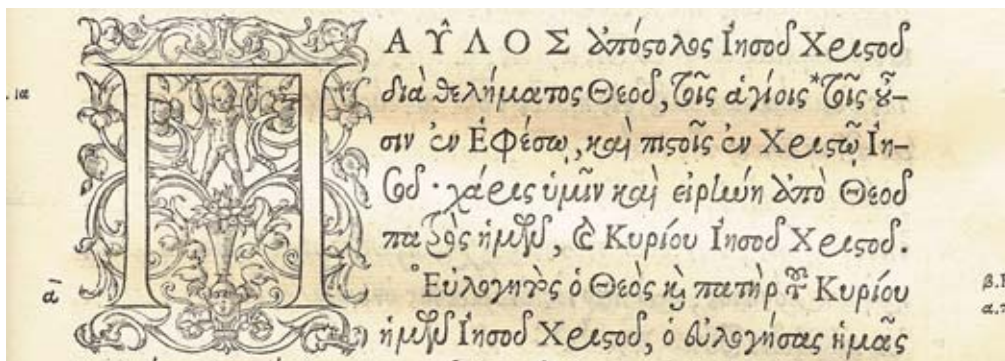 ΠΑΥ͂ΛΟΣ ἀπόστολος Ἰησοῦ Χριστοῦ
διὰ θελήματος Θεοῦ, τοῖς ἁγίοις *τοῖς οὖ-
σιν ἐν Ἐφέσῳ, καὶ πιστοῖς ἐν Χριστῷ Ἰη-
σοῦ· χάρις ὑμῖν καὶ εἰρήνη ἀπὸ Θεοῦ
πατρὸς ἡμῶν, καὶ Κυρίου Ἰησοῦ Χριστοῦ.
Εὐλογητὸς ὁ Θεὸς καὶ πατὴρ τοῦ Κυρίου
ἡμῶν Ἰησοῦ Χριστοῦ, ὁ εὐλογήσας ἡμᾶς